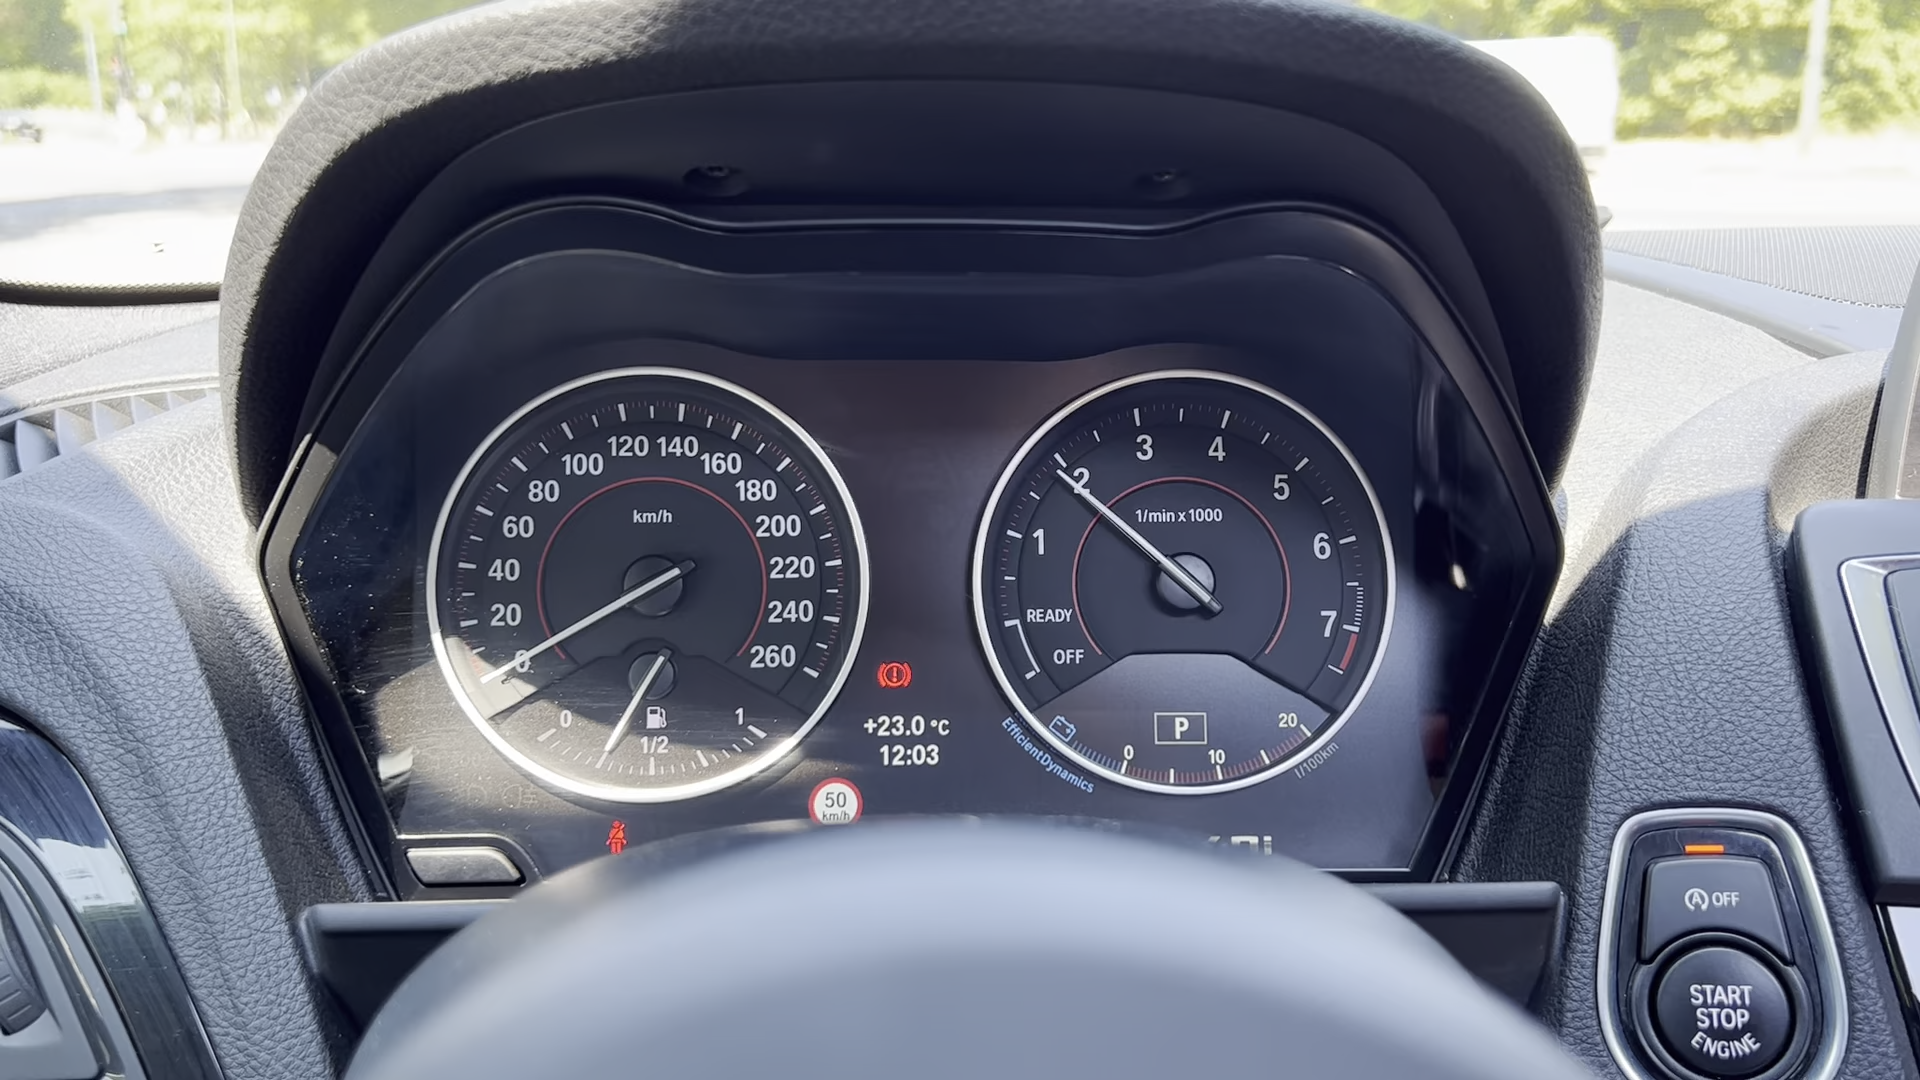 120 140
100 160
80 180
60 km/h 200
40 220
20 240
0 260
0 1
1/2
3 4
2 5
1/min x 1000
1 6
READY 7
OFF
+23.0 °C
12:03
50
km/h
P
0 10 20
l/100km
EfficientDynamics
A OFF
START
STOP
ENGINE